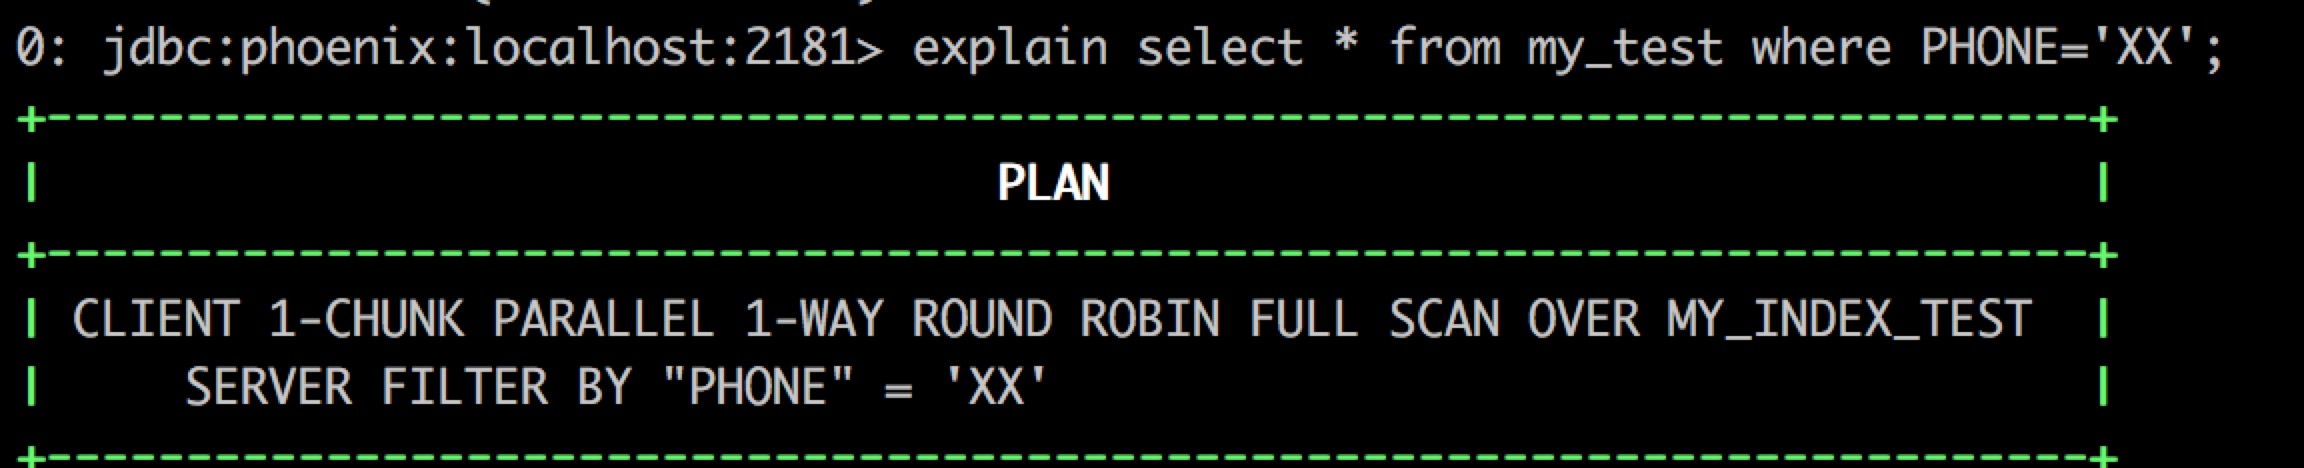 0: jdbc:phoenix:localhost:2181> explain select * from my_test where PHONE='XX';
+--------------------------------------------------------------------------+
|                                   PLAN                                   |
+--------------------------------------------------------------------------+
| CLIENT 1-CHUNK PARALLEL 1-WAY ROUND ROBIN FULL SCAN OVER MY_INDEX_TEST  |
|     SERVER FILTER BY "PHONE" = 'XX'                                      |
+--------------------------------------------------------------------------+